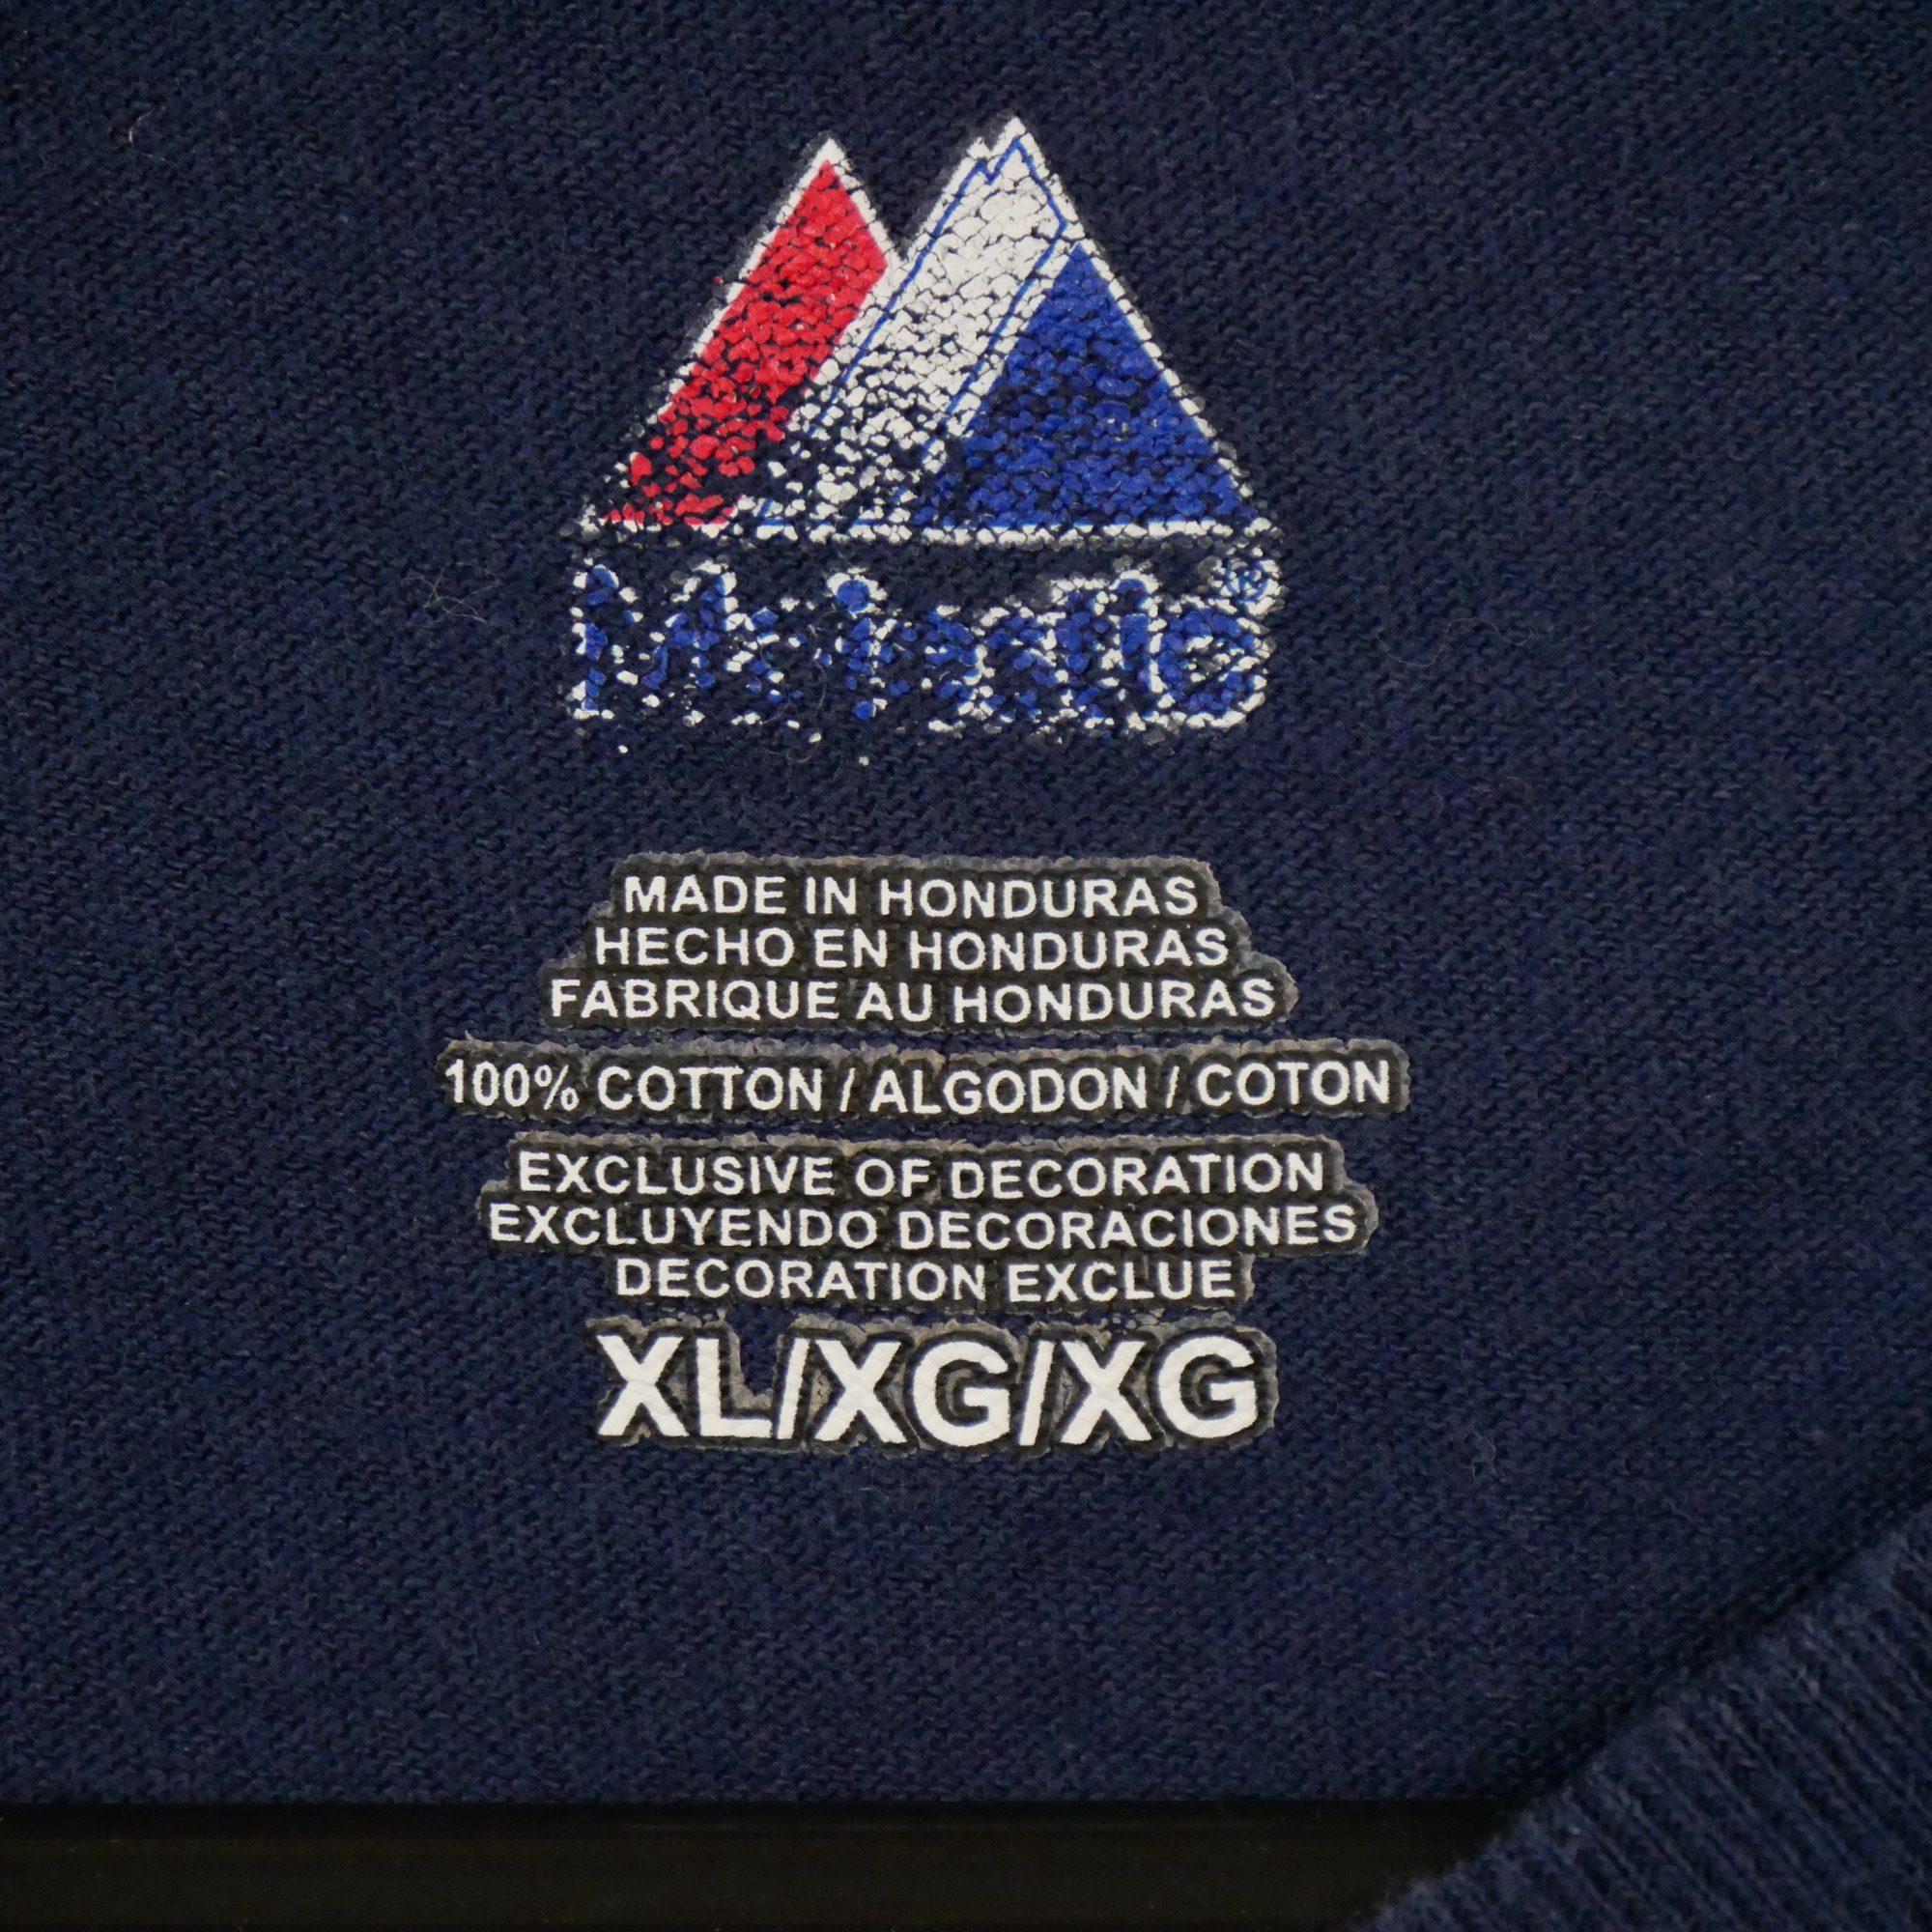 Majestic®
MADE IN HONDURAS
HECHO EN HONDURAS
FABRIQUE AU HONDURAS
100% COTTON / ALGODON / COTON
EXCLUSIVE OF DECORATION
EXCLUYENDO DECORACIONES
DECORATION EXCLUE
XL/XG/XG